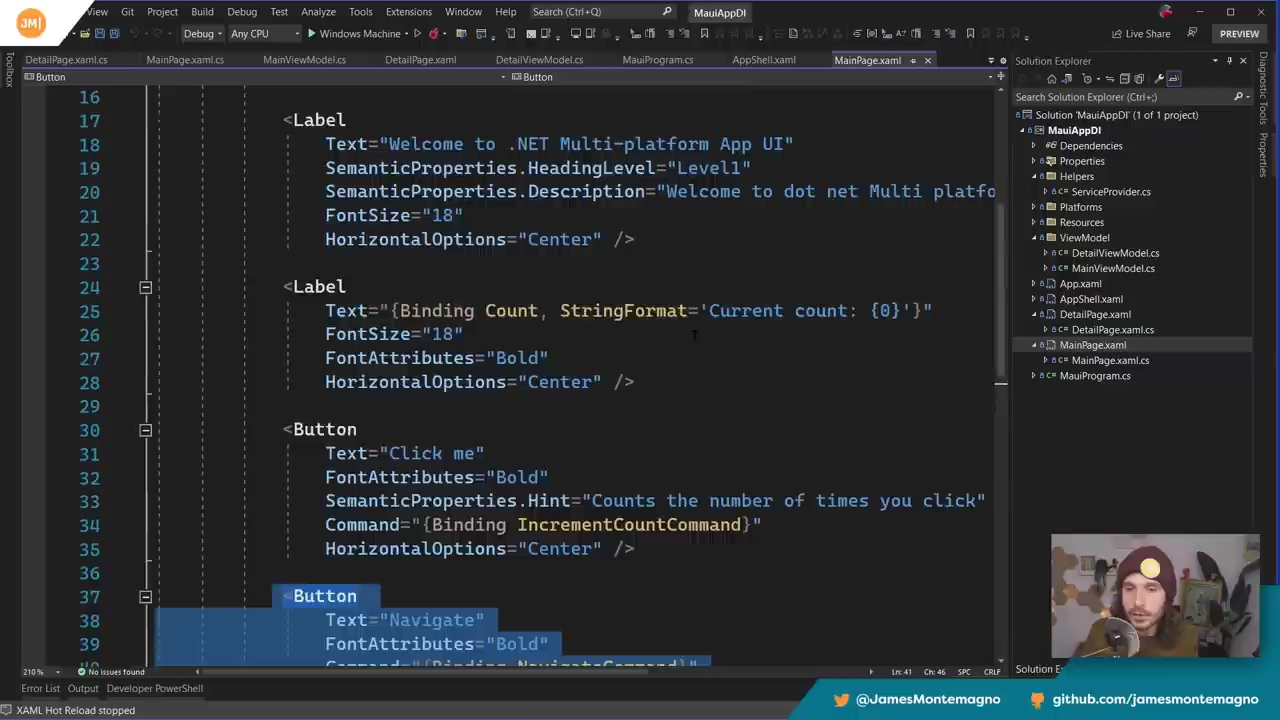 JM|
View
Git
Project
Build
Debug
Test
Analyze
Tools
Extensions
Window
Help
Search (Ctrl+Q)
MauiAppDI
Debug
Any CPU
Windows Machine
Live Share
PREVIEW
Toolbox
DetailPage.xaml.cs
MainPage.xaml.cs
MainViewModel.cs
DetailPage.xaml
DetailViewModel.cs
MauiProgram.cs
AppShell.xaml
MainPage.xaml
Button
Button
16
17 <Label
18 Text="Welcome to .NET Multi-platform App UI"
19 SemanticProperties.HeadingLevel="Level1"
20 SemanticProperties.Description="Welcome to dot net Multi platfo
21 FontSize="18"
22 HorizontalOptions="Center" />
23
24 <Label
25 Text="{Binding Count, StringFormat='Current count: {0}'}"
26 FontSize="18"
27 FontAttributes="Bold"
28 HorizontalOptions="Center" />
29
30 <Button
31 Text="Click me"
32 FontAttributes="Bold"
33 SemanticProperties.Hint="Counts the number of times you click"
34 Command="{Binding IncrementCountCommand}"
35 HorizontalOptions="Center" />
36
37 <Button
38 Text="Navigate"
39 FontAttributes="Bold"
40 Command="{Binding NavigateCommand}"
210 %
No issues found
Ln: 41
Ch: 46
SPC
CRLF
Error List
Output
Developer PowerShell
XAML Hot Reload stopped
Solution Explorer
Search Solution Explorer (Ctrl+;)
Solution 'MauiAppDI' (1 of 1 project)
MauiAppDI
Dependencies
Properties
Helpers
ServiceProvider.cs
Platforms
Resources
ViewModel
DetailViewModel.cs
MainViewModel.cs
App.xaml
AppShell.xaml
DetailPage.xaml
DetailPage.xaml.cs
MainPage.xaml
MainPage.xaml.cs
MauiProgram.cs
Diagnostic Tools
Properties
Solution E
@JamesMontemagno
github.com/jamesmontemagno